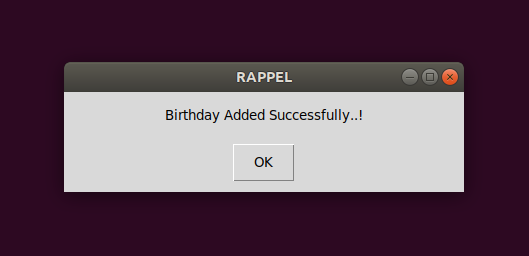 RAPPEL
Birthday Added Successfully..!
OK